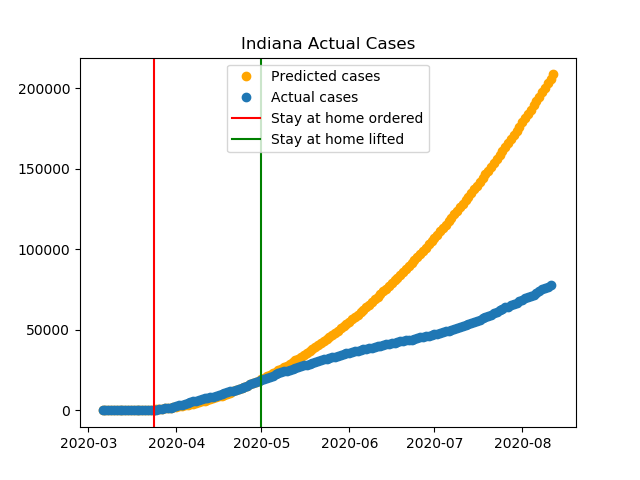 Indiana Actual Cases
Predicted cases
Actual cases
Stay at home ordered
Stay at home lifted
200000
150000
100000
50000
0
2020-03 2020-04 2020-05 2020-06 2020-07 2020-08